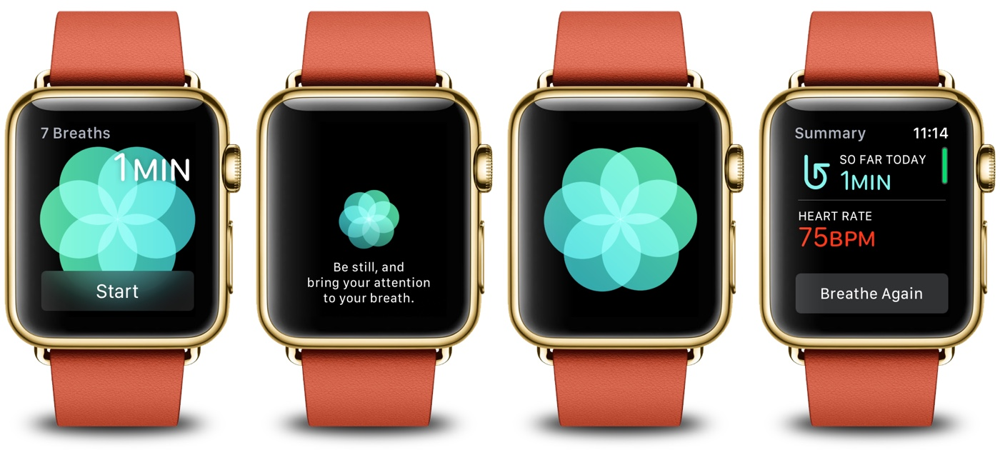 7 Breaths
1MIN
Start
Be still, and
bring your attention
to your breath.
Summary 11:14
SO FAR TODAY
1MIN
HEART RATE
75BPM
Breathe Again